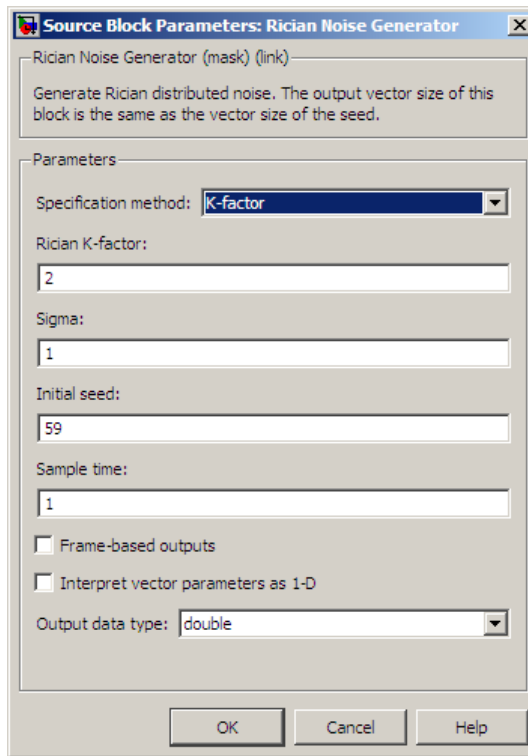 Source Block Parameters: Rician Noise Generator
Rician Noise Generator (mask) (link)
Generate Rician distributed noise. The output vector size of this
block is the same as the vector size of the seed.
Parameters
Specification method: K-factor
Rician K-factor:
2
Sigma:
1
Initial seed:
59
Sample time:
1
Frame-based outputs
Interpret vector parameters as 1-D
Output data type: double
OK Cancel Help